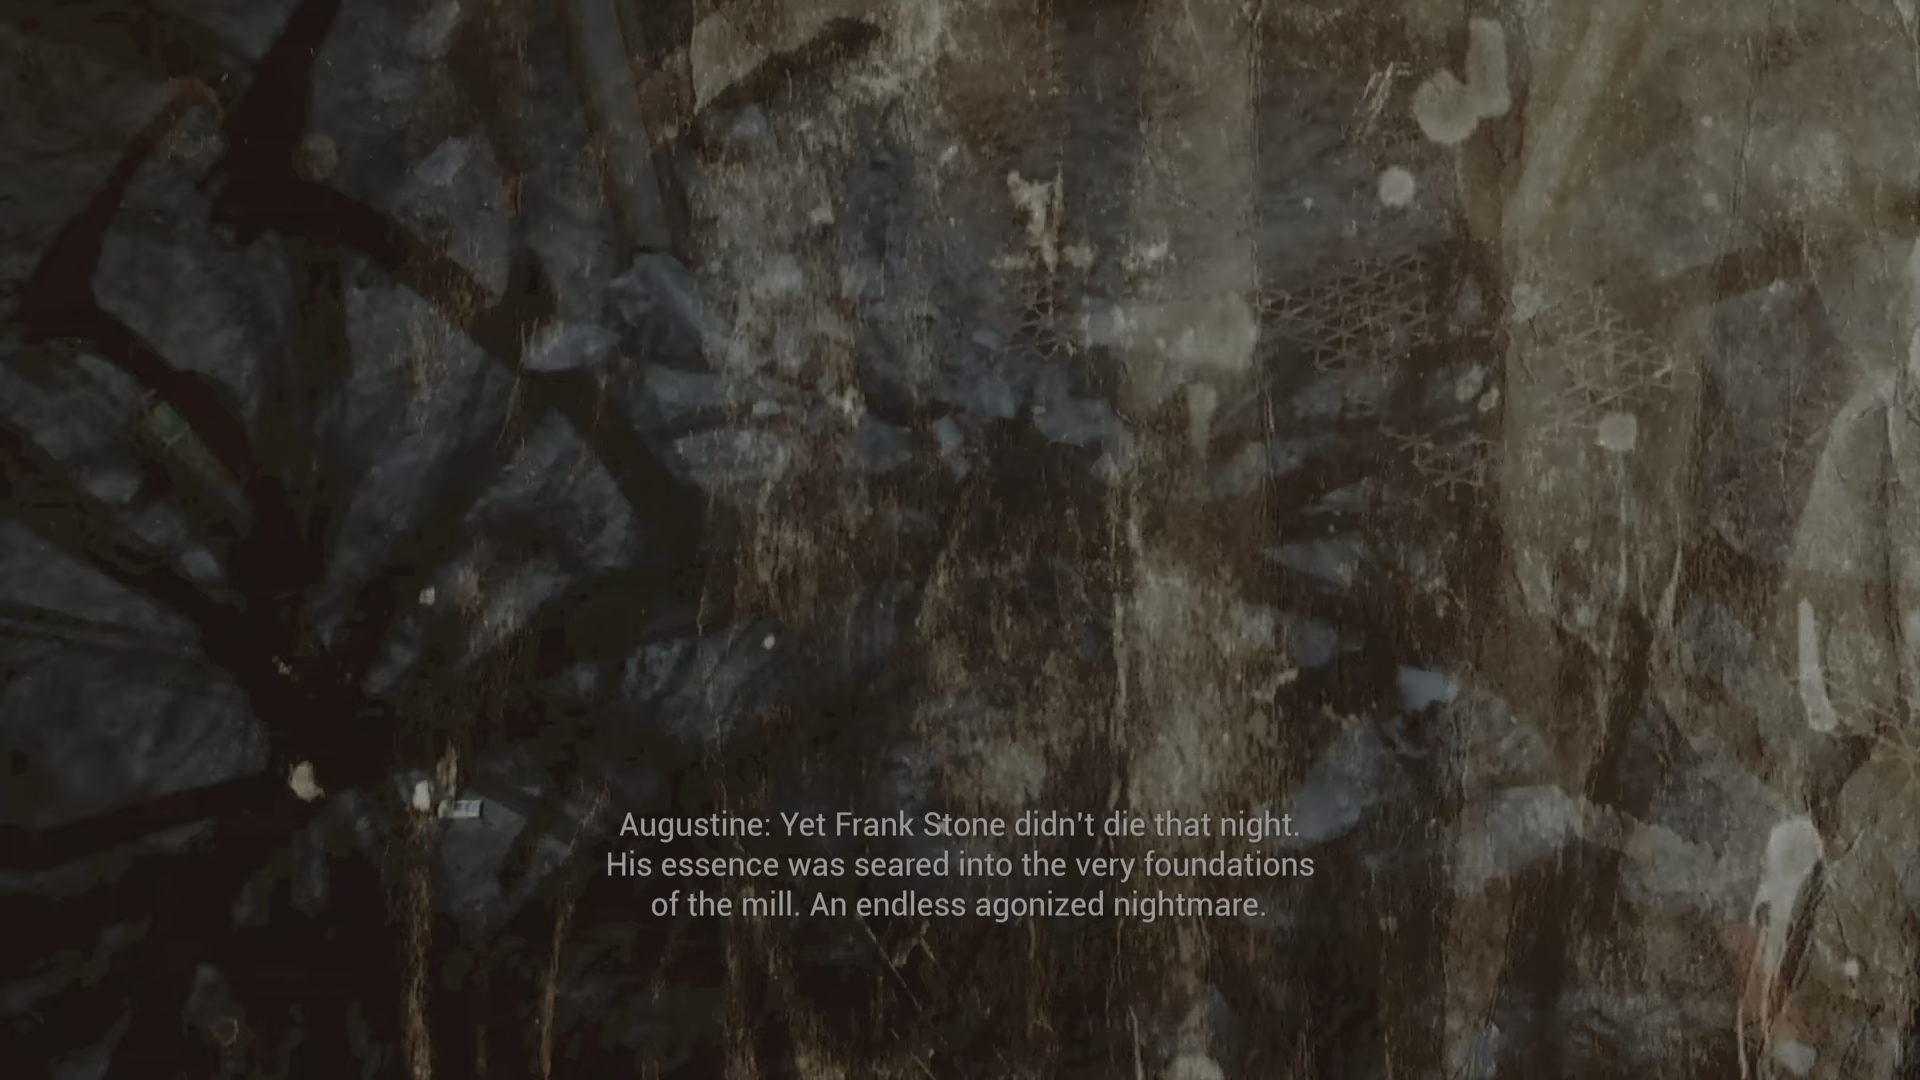 Augustine: Yet Frank Stone didn't die that night.
His essence was seared into the very foundations
of the mill. An endless agonized nightmare.